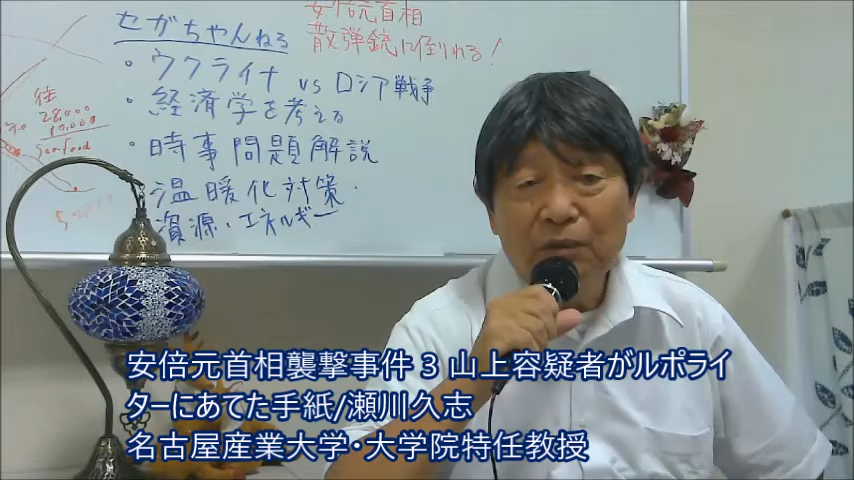 安倍元首相
散弾銃に倒れる!
セガちゃんねる
・ウクライナ vs ロシア戦争
・経済学を考える
・時事問題解説
・温暖化対策・
資源・エネルギー
往
28,000
10,000
安倍元首相襲撃事件3 山上容疑者がルポライ
ターにあてた手紙/瀬川久志
名古屋産業大学・大学院特任教授